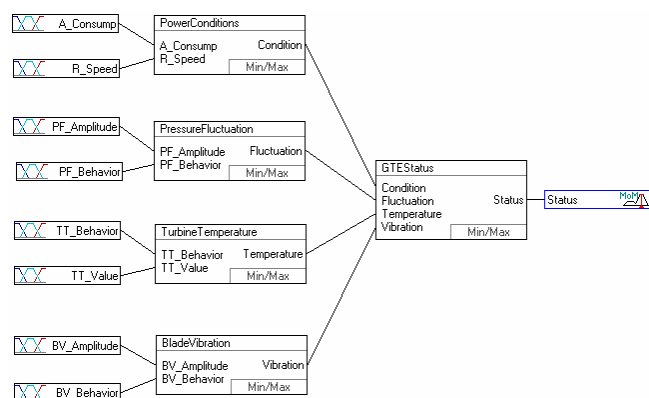 A_Consump
R_Speed
PowerConditions
A_Consump
R_Speed
Condition
Min/Max
PF_Amplitude
PF_Behavior
PressureFluctuation
PF_Amplitude
PF_Behavior
Fluctuation
Min/Max
TT_Behavior
TT_Value
TurbineTemperature
TT_Behavior
TT_Value
Temperature
Min/Max
BV_Amplitude
BV_Behavior
BladeVibration
BV_Amplitude
BV_Behavior
Vibration
Min/Max
GTEStatus
Condition
Fluctuation
Temperature
Vibration
Status
Min/Max
Status
MoM